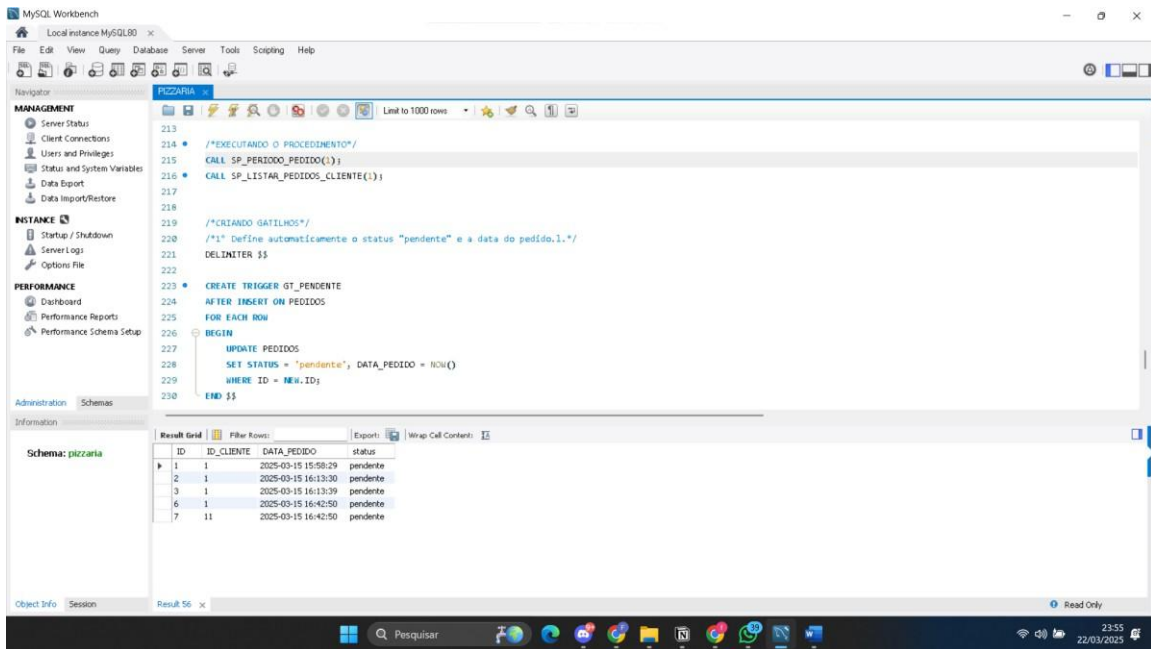 MySQL Workbench
Local instance MySQL80
File Edit View Query Database Server Tools Scripting Help
Navigator
MANAGEMENT
Server Status
Client Connections
Users and Privileges
Status and System Variables
Data Export
Data Import/Restore
INSTANCE
Startup / Shutdown
Server Logs
Options File
PERFORMANCE
Dashboard
Performance Reports
Performance Schema Setup
Administration Schemas
Information
Schema: pizzaria
Object Info Session
PIZZARIA
Limit to 1000 rows
213
214 /*EXECUTANDO O PROCEDIMENTO*/
215 CALL SP_PERIODO_PEDIDO(1);
216 CALL SP_LISTAR_PEDIDOS_CLIENTE(1);
217
218
219 /*CRIANDO GATILHOS*/
220 /*1° Define automaticamente o status "pendente" e a data do pedido.1.*/
221 DELIMITER $$
222
223 CREATE TRIGGER GT_PENDENTE
224 AFTER INSERT ON PEDIDOS
225 FOR EACH ROW
226 BEGIN
227 UPDATE PEDIDOS
228 SET STATUS = 'pendente', DATA_PEDIDO = NOW()
229 WHERE ID = NEW.ID;
230 END $$
Result Grid Filter Rows: Export: Wrap Cell Content:
ID ID_CLIENTE DATA_PEDIDO status
1 1 2025-03-15 15:58:29 pendente
2 1 2025-03-15 16:13:30 pendente
3 1 2025-03-15 16:13:39 pendente
6 1 2025-03-15 16:42:50 pendente
7 11 2025-03-15 16:42:50 pendente
Result 56
Read Only
Pesquisar
39
23:55
22/03/2025